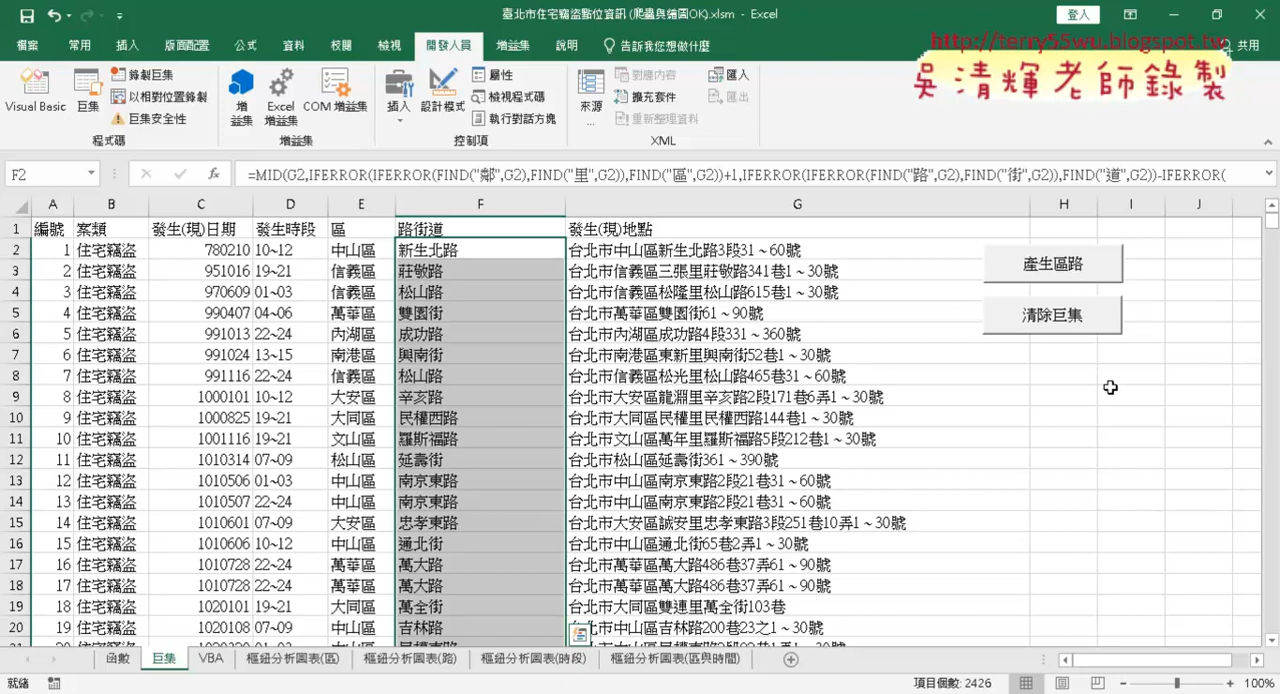 臺北市住宅竊盜點位資訊 (爬蟲與繪圖OK).xlsm - Excel
登入
檔案 常用 插入 版面配置 公式 資料 校閱 檢視 開發人員 增益集 說明 告訴我您想做什麼 共用
http://terry55wu.blogspot.tw
吳清輝老師錄製
Visual Basic 巨集 錄製巨集 以相對位置錄製 巨集安全性
程式碼
增益集 Excel 增益集 COM 增益集
增益集
插入 設計模式 屬性 檢視程式碼 執行對話方塊
控制項
來源... 對應內容 擴充套件 重新整理資料 匯入 匯出
XML
F2 fx =MID(G2,IFERROR(IFERROR(FIND("鄰",G2),FIND("里",G2)),FIND("區",G2))+1,IFERROR(IFERROR(FIND("路",G2),FIND("街",G2)),FIND("道",G2))-IFERROR(
A B C D E F G H I J
1 編號 案類 發生(現)日期 發生時段 區 路街道 發生(現)地點
2 1 住宅竊盜 780210 10~12 中山區 新生北路 台北市中山區新生北路3段31～60號
3 2 住宅竊盜 951016 19~21 信義區 莊敬路 台北市信義區三張里莊敬路341巷1～30號
4 3 住宅竊盜 970609 01~03 信義區 松山路 台北市信義區松隆里松山路615巷1～30號
5 4 住宅竊盜 990407 04~06 萬華區 雙園街 台北市萬華區雙園街61～90號
6 5 住宅竊盜 991013 22~24 內湖區 成功路 台北市內湖區成功路4段331～360號
7 6 住宅竊盜 991024 13~15 南港區 興南街 台北市南港區東新里興南街52巷1～30號
8 7 住宅竊盜 991116 22~24 信義區 松山路 台北市信義區松光里松山路465巷31～60號
9 8 住宅竊盜 1000101 10~12 大安區 辛亥路 台北市大安區龍淵里辛亥路2段171巷6弄1～30號
10 9 住宅竊盜 1000825 19~21 大同區 民權西路 台北市大同區民權里民權西路144巷1～30號
11 10 住宅竊盜 1001116 19~21 文山區 羅斯福路 台北市文山區萬年里羅斯福路5段212巷1～30號
12 11 住宅竊盜 1010314 07~09 松山區 延壽街 台北市松山區延壽街361～390號
13 12 住宅竊盜 1010506 01~03 中山區 南京東路 台北市中山區南京東路2段21巷31～60號
14 13 住宅竊盜 1010507 22~24 中山區 南京東路 台北市中山區南京東路2段21巷31～60號
15 14 住宅竊盜 1010601 07~09 大安區 忠孝東路 台北市大安區誠安里忠孝東路3段251巷10弄1～30號
16 15 住宅竊盜 1010606 10~12 中山區 通北街 台北市中山區通北街65巷2弄1～30號
17 16 住宅竊盜 1010728 22~24 萬華區 萬大路 台北市萬華區萬大路486巷37弄61～90號
18 17 住宅竊盜 1010728 22~24 萬華區 萬大路 台北市萬華區萬大路486巷37弄61～90號
19 18 住宅竊盜 1020101 19~21 大同區 萬全街 台北市大同區雙連里萬全街103巷
20 19 住宅竊盜 1020108 07~09 中山區 吉林路 台北市中山區吉林路200巷23之1～30號
產生區路
清除巨集
函數 巨集 VBA 樞鈕分析圖表(區) 樞鈕分析圖表(路) 樞鈕分析圖表(時段) 樞鈕分析圖表(區與時間)
就緒 項目個數: 2426 100%